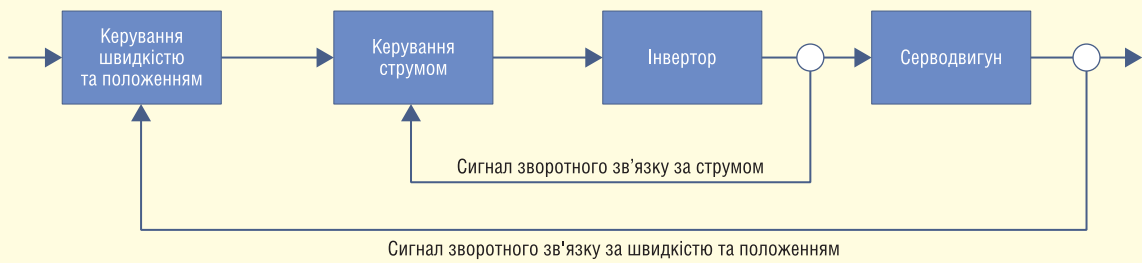 Керування
швидкістю
та положенням
Керування
струмом
Інвертор
Серводвигун
Сигнал зворотного зв’язку за струмом
Сигнал зворотного зв'язку за швидкістю та положенням